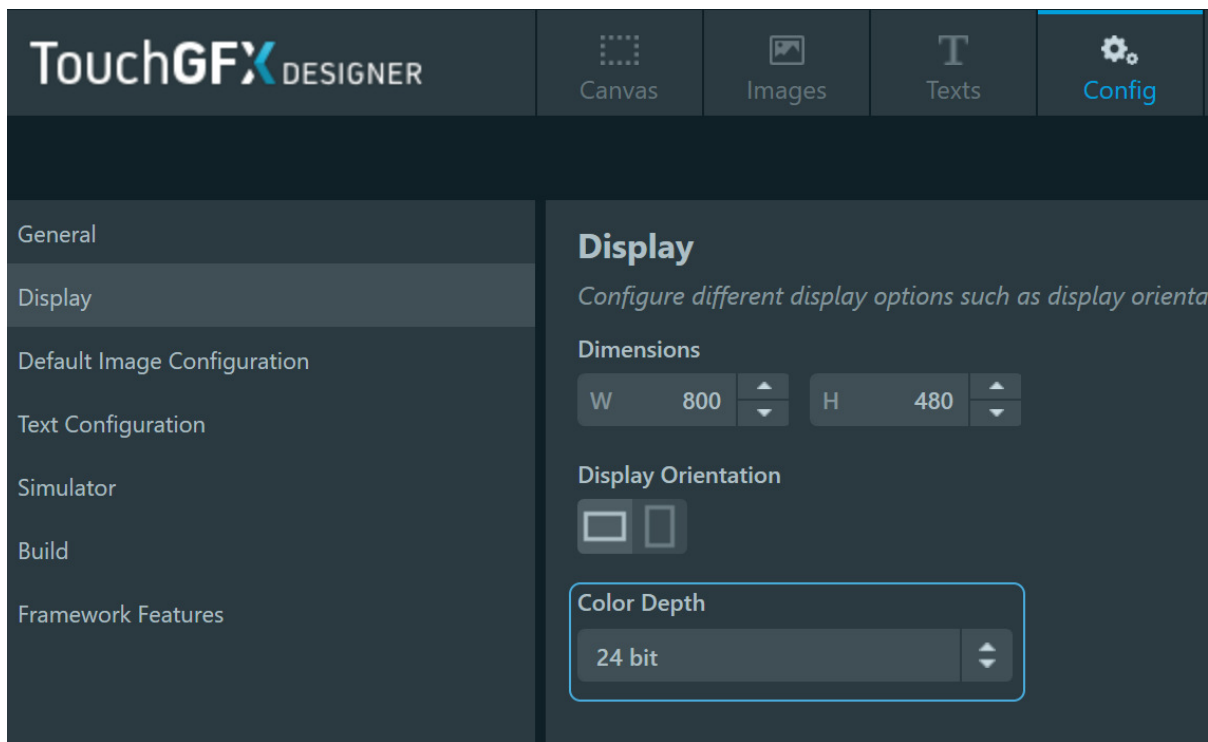 TouchGFX DESIGNER
Canvas
Images
Texts
Config
General
Display
Default Image Configuration
Text Configuration
Simulator
Build
Framework Features
Display
Configure different display options such as display orienta
Dimensions
W 800
H 480
Display Orientation
Color Depth
24 bit